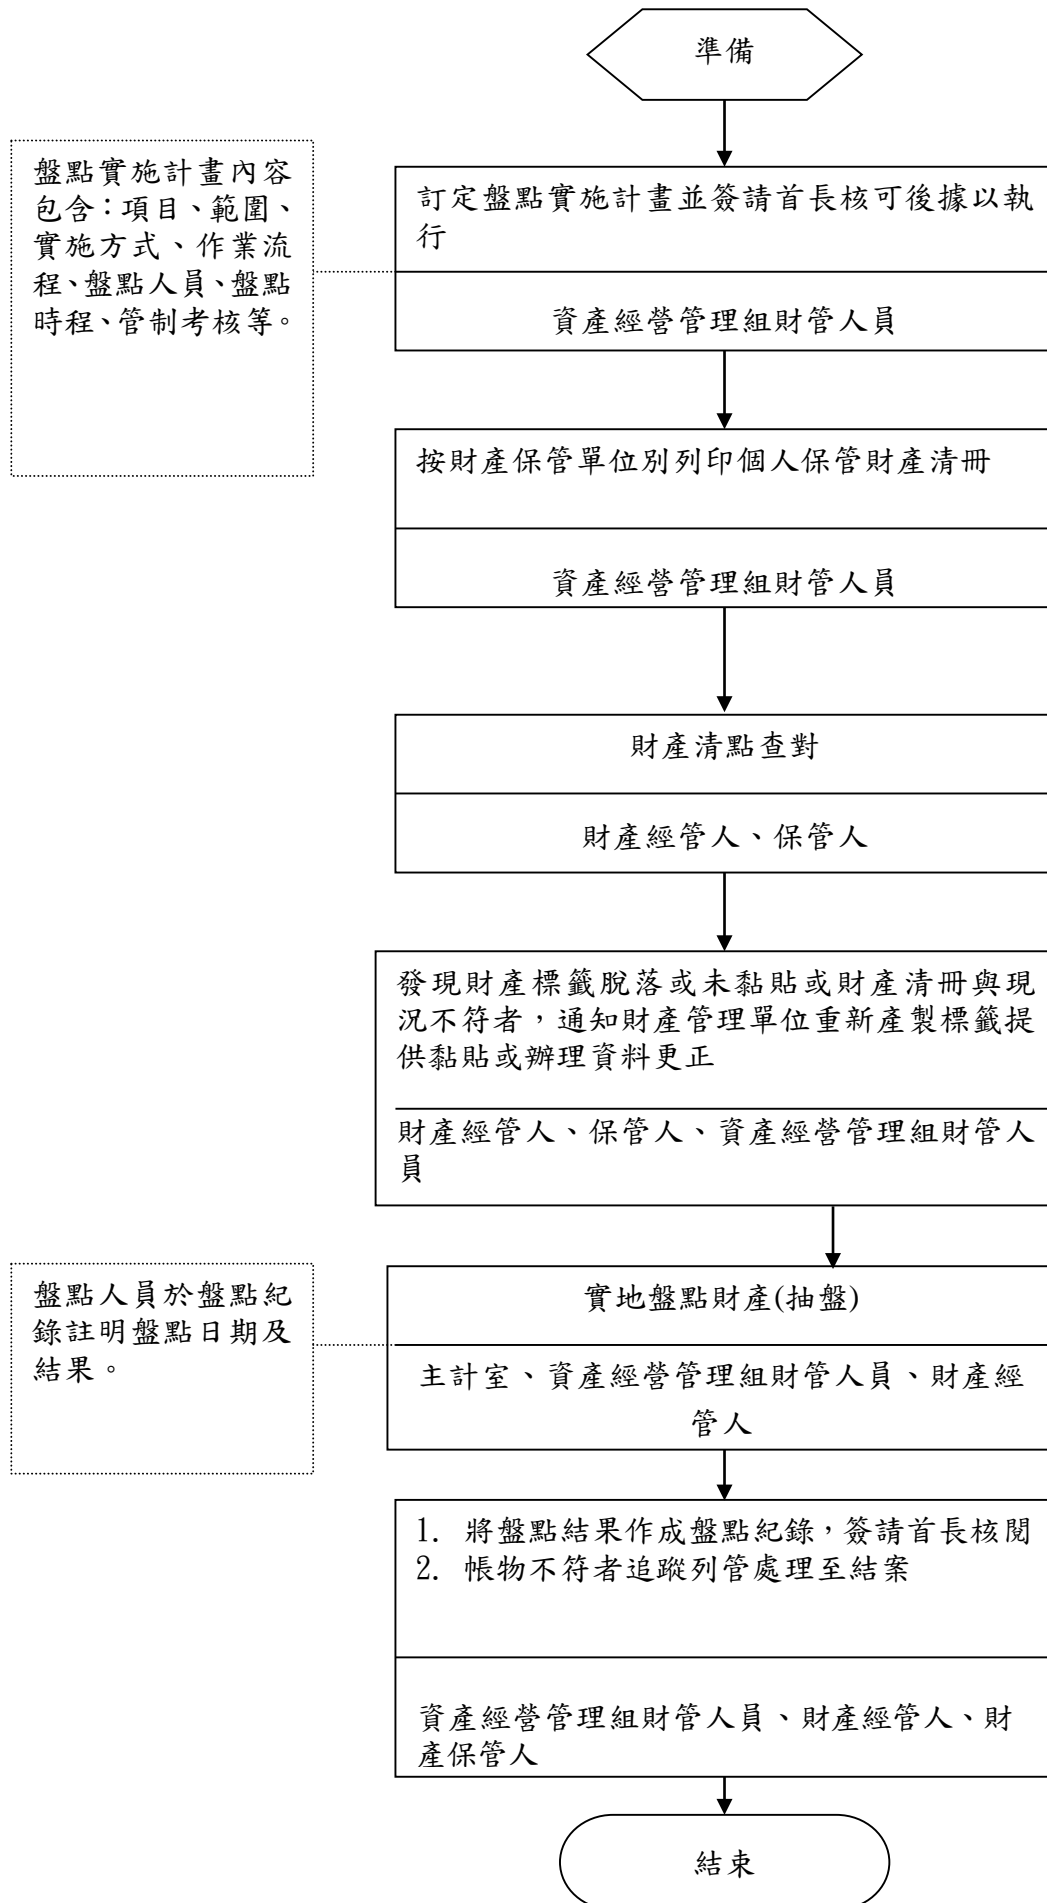 準備
盤點實施計畫內容
包含：項目、範圍、
實施方式、作業流
程、盤點人員、盤點
時程、管制考核等。
訂定盤點實施計畫並簽請首長核可後據以執
行
資產經營管理組財管人員
按財產保管單位別列印個人保管財產清冊
資產經營管理組財管人員
財產清點查對
財產經管人、保管人
發現財產標籤脫落或未黏貼或財產清冊與現
況不符者，通知財產管理單位重新產製標籤提
供黏貼或辦理資料更正
財產經管人、保管人、資產經營管理組財管人
員
盤點人員於盤點紀
錄註明盤點日期及
結果。
實地盤點財產(抽盤)
主計室、資產經營管理組財管人員、財產經
管人
1. 將盤點結果作成盤點紀錄，簽請首長核閱
2. 帳物不符者追蹤列管處理至結案
資產經營管理組財管人員、財產經管人、財
產保管人
結束